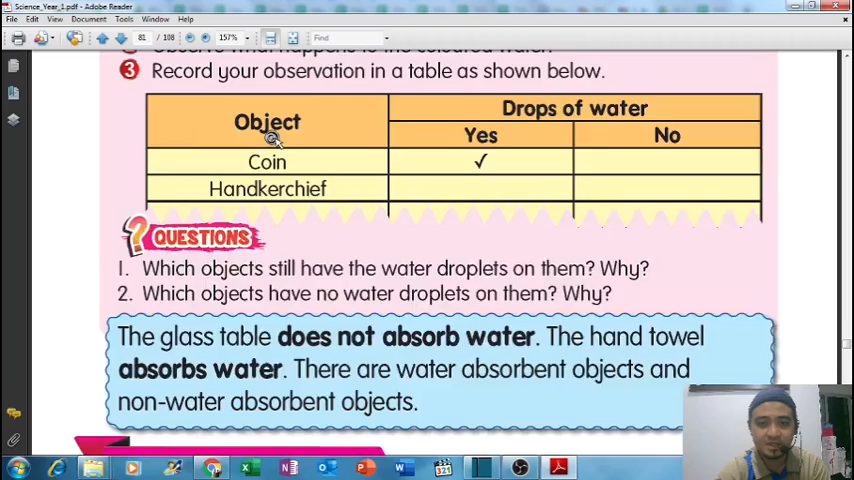 Science_Year_1.pdf - Adobe Reader
File Edit View Document Tools Window Help
81 / 108 157% Find
3 Record your observation in a table as shown below.
Object Drops of water
Yes No
Coin ✓
Handkerchief
? QUESTIONS
1. Which objects still have the water droplets on them? Why?
2. Which objects have no water droplets on them? Why?
The glass table does not absorb water. The hand towel
absorbs water. There are water absorbent objects and
non-water absorbent objects.
321